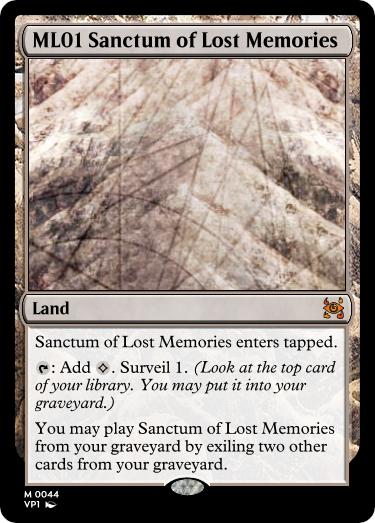 ML01 Sanctum of Lost Memories
Land
Sanctum of Lost Memories enters tapped.
: Add . Surveil 1. (Look at the top card
of your library. You may put it into your
graveyard.)
You may play Sanctum of Lost Memories
from your graveyard by exiling two other
cards from your graveyard.
M 0044
VP1